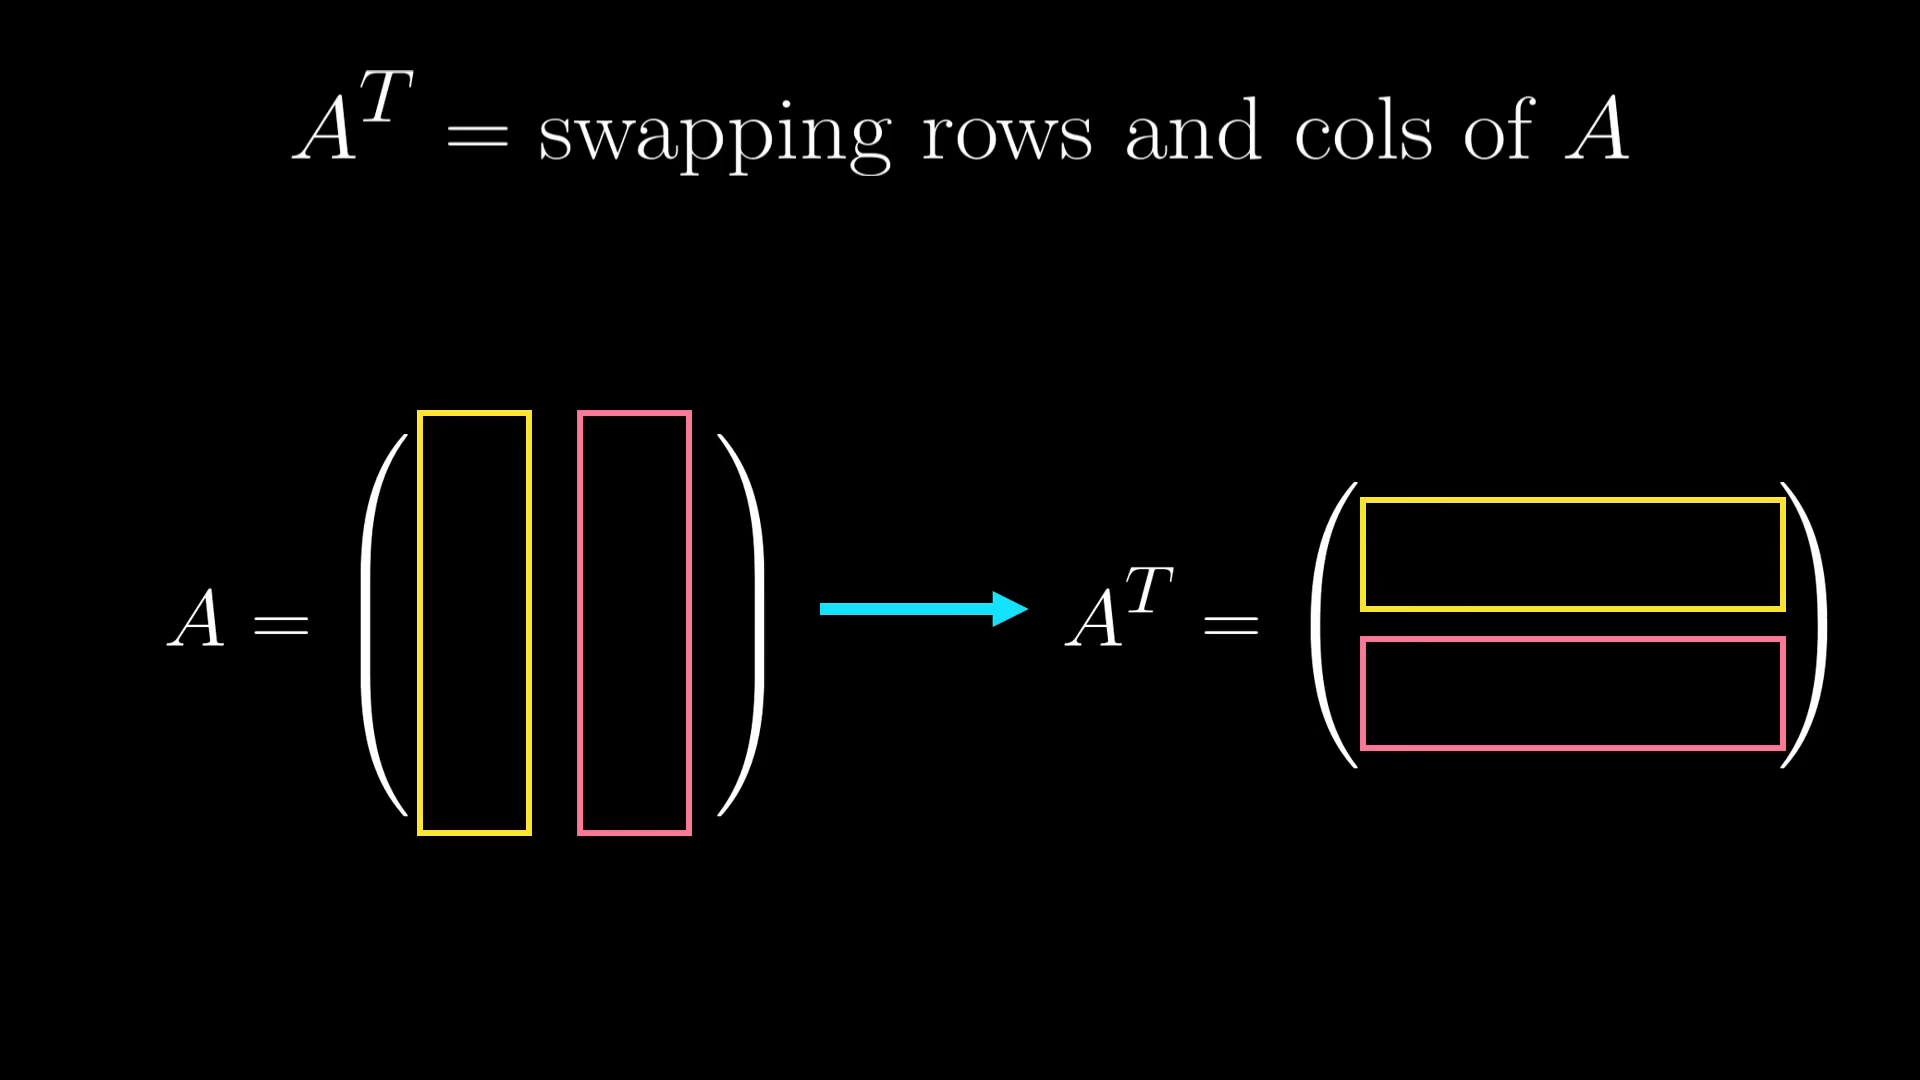 A^T = swapping rows and cols of A
A = ( ) A^T = ( )